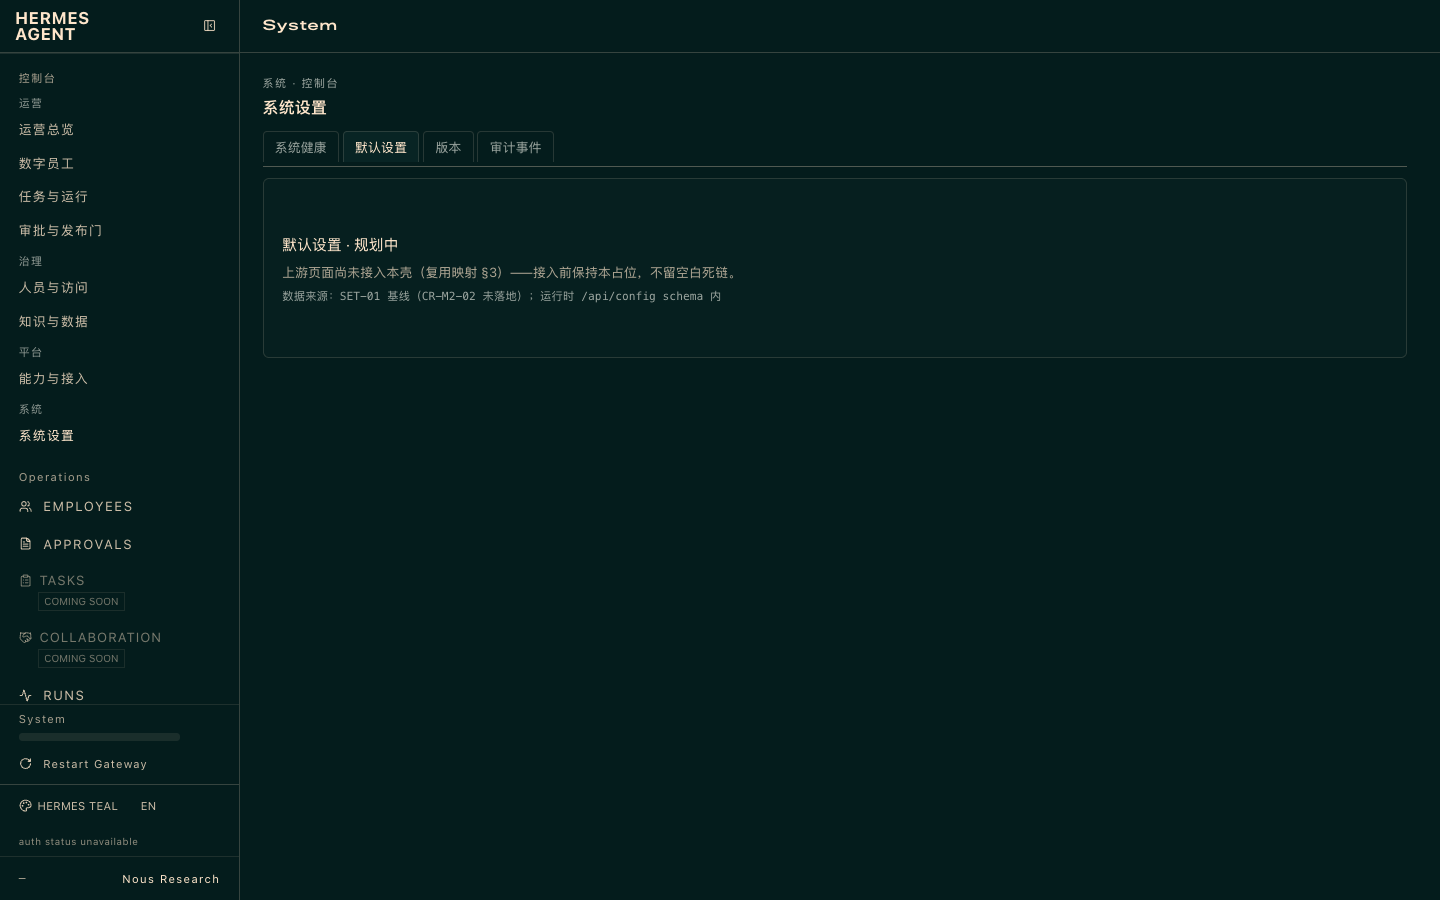 HERMES
AGENT
System
控制台
运营
运营总览
数字员工
任务与运行
审批与发布门
治理
人员与访问
知识与数据
平台
能力与接入
系统
系统设置
Operations
EMPLOYEES
APPROVALS
TASKS
COMING SOON
COLLABORATION
COMING SOON
RUNS
System
Restart Gateway
HERMES TEAL EN
auth status unavailable
— Nous Research
系统 · 控制台
系统设置
系统健康 默认设置 版本 审计事件
默认设置 · 规划中
上游页面尚未接入本壳（复用映射 §3）——接入前保持本占位，不留空白死链。
数据来源：SET-01 基线（CR-M2-02 未落地）；运行时 /api/config schema 内